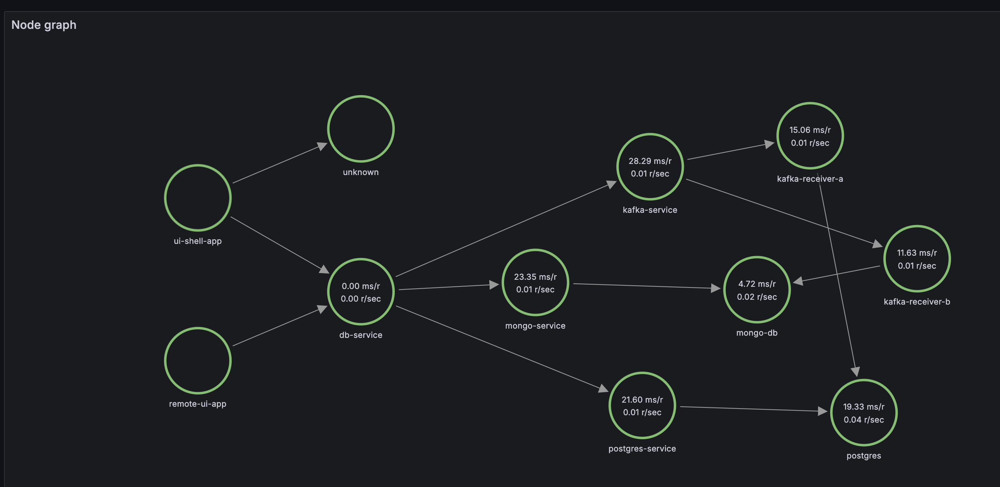 Node graph
unknown
ui-shell-app
0.00 ms/r
0.00 r/sec
db-service
remote-ui-app
28.29 ms/r
0.01 r/sec
kafka-service
15.06 ms/r
0.01 r/sec
kafka-receiver-a
23.35 ms/r
0.01 r/sec
mongo-service
4.72 ms/r
0.02 r/sec
mongo-db
11.63 ms/r
0.01 r/sec
kafka-receiver-b
21.60 ms/r
0.01 r/sec
postgres-service
19.33 ms/r
0.04 r/sec
postgres